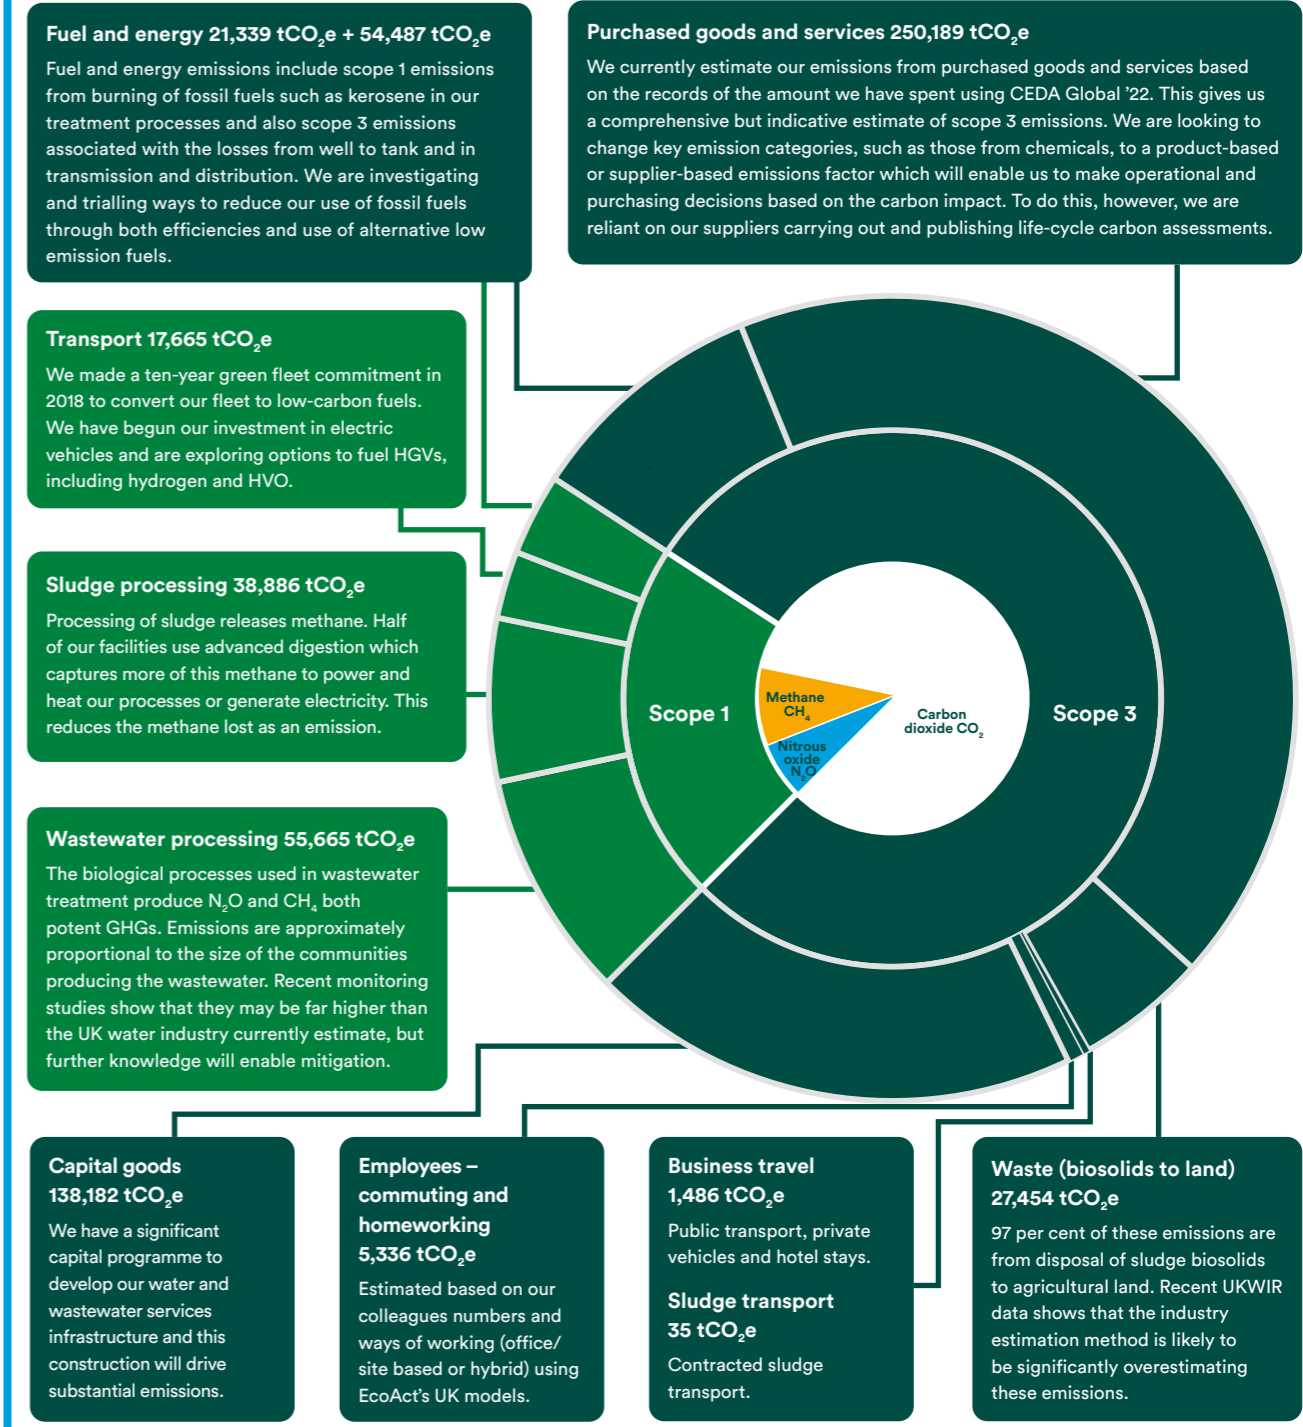 Fuel and energy 21,339 tCO₂e + 54,487 tCO₂e
Fuel and energy emissions include scope 1 emissions
from burning of fossil fuels such as kerosene in our
treatment processes and also scope 3 emissions
associated with the losses from well to tank and in
transmission and distribution. We are investigating
and trialling ways to reduce our use of fossil fuels
through both efficiencies and use of alternative low
emission fuels.
Purchased goods and services 250,189 tCO₂e
We currently estimate our emissions from purchased goods and services based
on the records of the amount we have spent using CEDA Global ’22. This gives us
a comprehensive but indicative estimate of scope 3 emissions. We are looking to
change key emission categories, such as those from chemicals, to a product-based
or supplier-based emissions factor which will enable us to make operational and
purchasing decisions based on the carbon impact. To do this, however, we are
reliant on our suppliers carrying out and publishing life-cycle carbon assessments.
Transport 17,665 tCO₂e
We made a ten-year green fleet commitment in
2018 to convert our fleet to low-carbon fuels.
We have begun our investment in electric
vehicles and are exploring options to fuel HGVs,
including hydrogen and HVO.
Sludge processing 38,886 tCO₂e
Processing of sludge releases methane. Half
of our facilities use advanced digestion which
captures more of this methane to power and
heat our processes or generate electricity. This
reduces the methane lost as an emission.
Wastewater processing 55,665 tCO₂e
The biological processes used in wastewater
treatment produce N₂O and CH₄ both
potent GHGs. Emissions are approximately
proportional to the size of the communities
producing the wastewater. Recent monitoring
studies show that they may be far higher than
the UK water industry currently estimate, but
further knowledge will enable mitigation.
Scope 1
Methane
CH₄
Nitrous
oxide
N₂O
Carbon
dioxide CO₂
Scope 3
Capital goods
138,182 tCO₂e
We have a significant
capital programme to
develop our water and
wastewater services
infrastructure and this
construction will drive
substantial emissions.
Employees –
commuting and
homeworking
5,336 tCO₂e
Estimated based on our
colleagues numbers and
ways of working (office/
site based or hybrid) using
EcoAct’s UK models.
Business travel
1,486 tCO₂e
Public transport, private
vehicles and hotel stays.
Sludge transport
35 tCO₂e
Contracted sludge
transport.
Waste (biosolids to land)
27,454 tCO₂e
97 per cent of these emissions are
from disposal of sludge biosolids
to agricultural land. Recent UKWIR
data shows that the industry
estimation method is likely to
be significantly overestimating
these emissions.